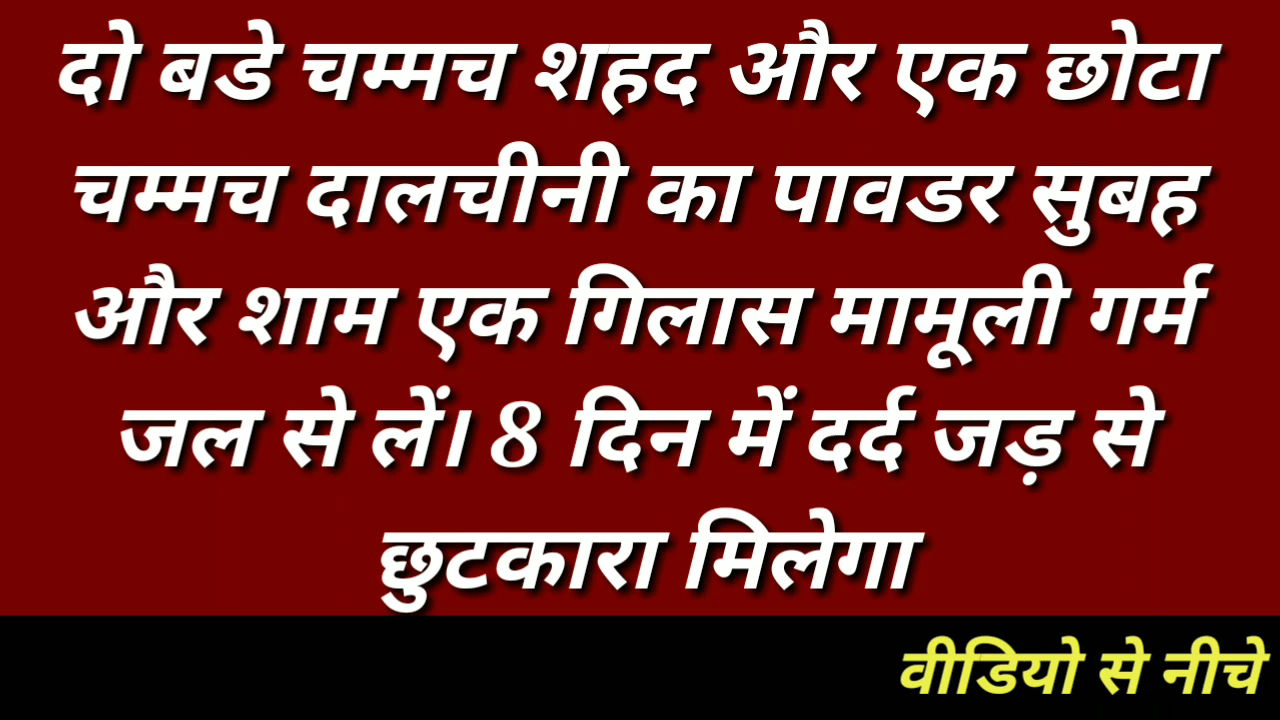 दो बडे चम्मच शहद और एक छोटा
चम्मच दालचीनी का पावडर सुबह
और शाम एक गिलास मामूली गर्म
जल से लें। 8 दिन में दर्द जड़ से
छुटकारा मिलेगा
वीडियो से नीचे